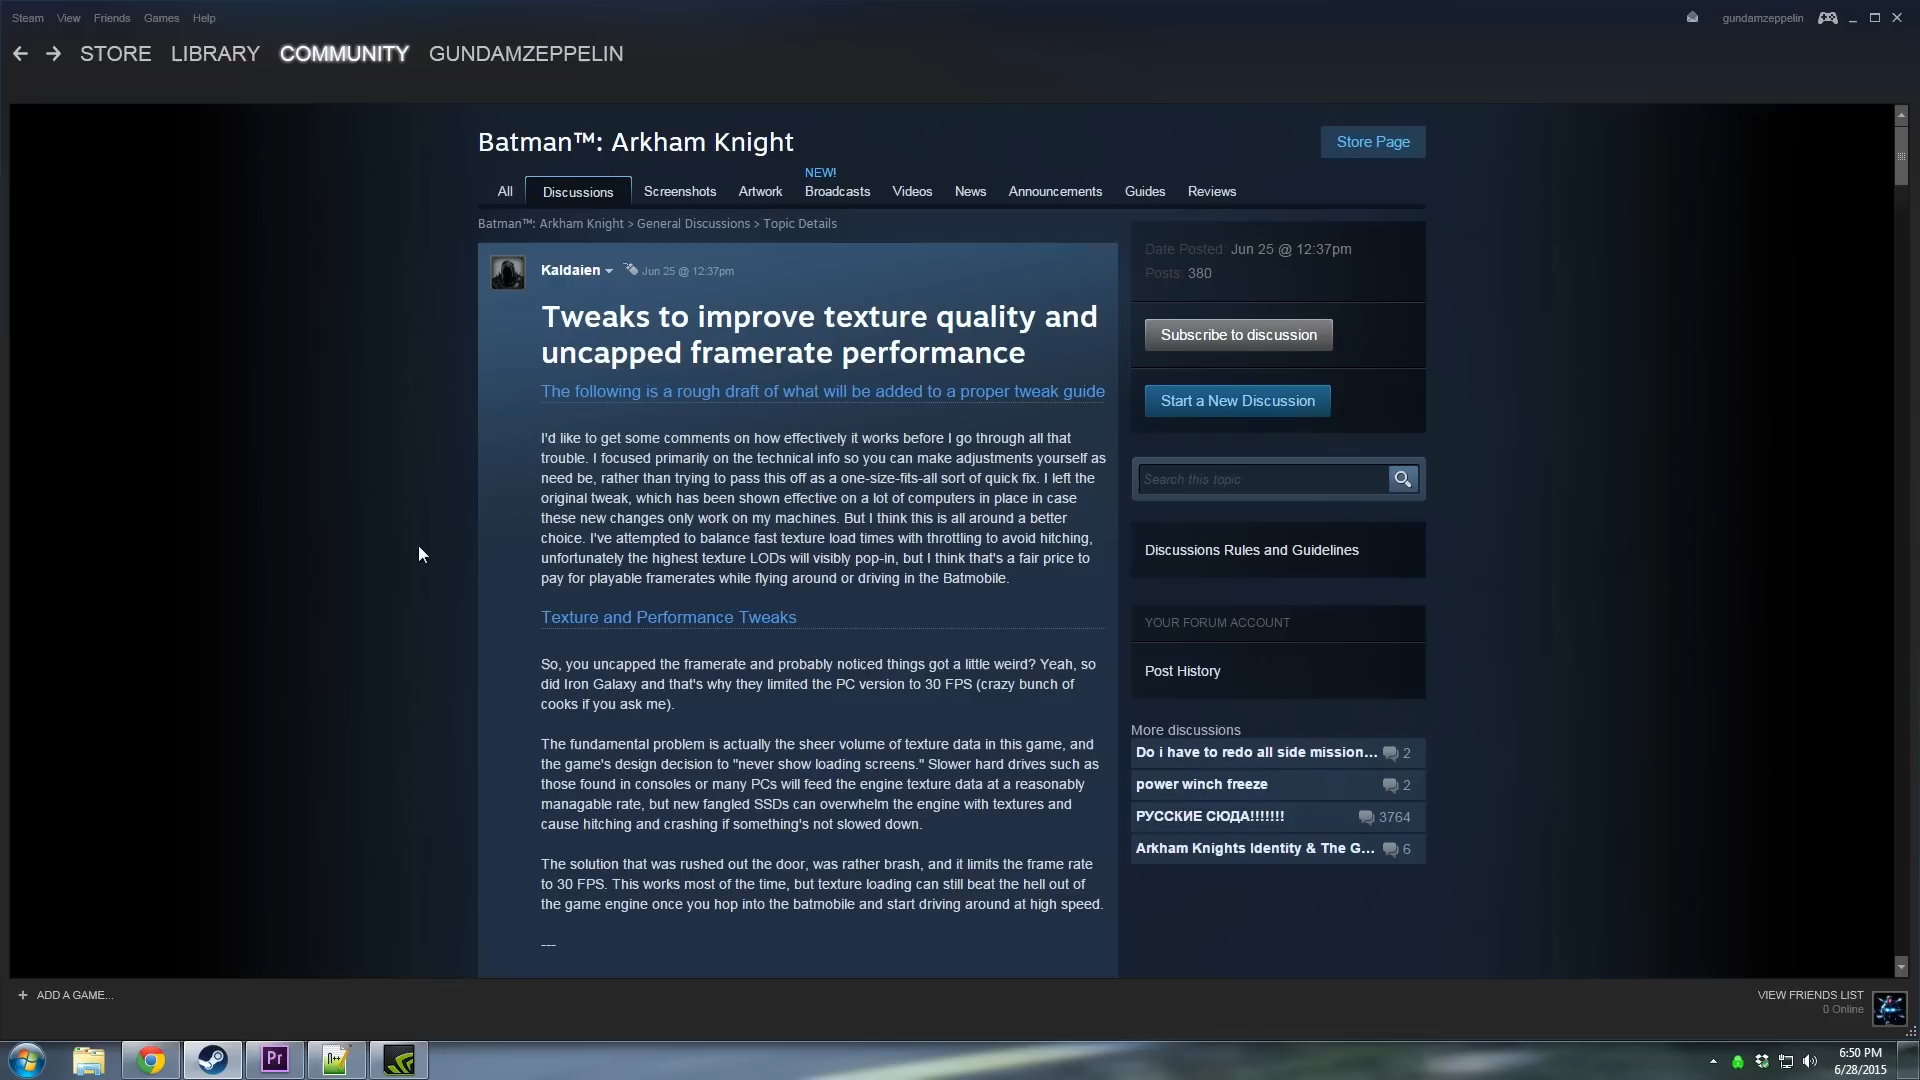 Steam View Friends Games Help
gundamzeppelin
STORE LIBRARY COMMUNITY GUNDAMZEPPELIN
Batman™: Arkham Knight
Store Page
NEW!
All Discussions Screenshots Artwork Broadcasts Videos News Announcements Guides Reviews
Batman™: Arkham Knight > General Discussions > Topic Details
Kaldaien Jun 25 @ 12:37pm
Tweaks to improve texture quality and
uncapped framerate performance
The following is a rough draft of what will be added to a proper tweak guide
I'd like to get some comments on how effectively it works before I go through all that
trouble. I focused primarily on the technical info so you can make adjustments yourself as
need be, rather than trying to pass this off as a one-size-fits-all sort of quick fix. I left the
original tweak, which has been shown effective on a lot of computers in place in case
these new changes only work on my machines. But I think this is all around a better
choice. I've attempted to balance fast texture load times with throttling to avoid hitching,
unfortunately the highest texture LODs will visibly pop-in, but I think that's a fair price to
pay for playable framerates while flying around or driving in the Batmobile.
Texture and Performance Tweaks
So, you uncapped the framerate and probably noticed things got a little weird? Yeah, so
did Iron Galaxy and that's why they limited the PC version to 30 FPS (crazy bunch of
cooks if you ask me).
The fundamental problem is actually the sheer volume of texture data in this game, and
the game's design decision to "never show loading screens." Slower hard drives such as
those found in consoles or many PCs will feed the engine texture data at a reasonably
managable rate, but new fangled SSDs can overwhelm the engine with textures and
cause hitching and crashing if something's not slowed down.
The solution that was rushed out the door, was rather brash, and it limits the frame rate
to 30 FPS. This works most of the time, but texture loading can still beat the hell out of
the game engine once you hop into the batmobile and start driving around at high speed.
---
Date Posted: Jun 25 @ 12:37pm
Posts: 380
Subscribe to discussion
Start a New Discussion
Search this topic
Discussions Rules and Guidelines
YOUR FORUM ACCOUNT
Post History
More discussions
Do i have to redo all side mission... 2
power winch freeze 2
РУССКИЕ СЮДА!!!!!!! 3764
Arkham Knights Identity & The G... 6
+ ADD A GAME...
VIEW FRIENDS LIST
0 Online
Pr
6:50 PM
6/28/2015